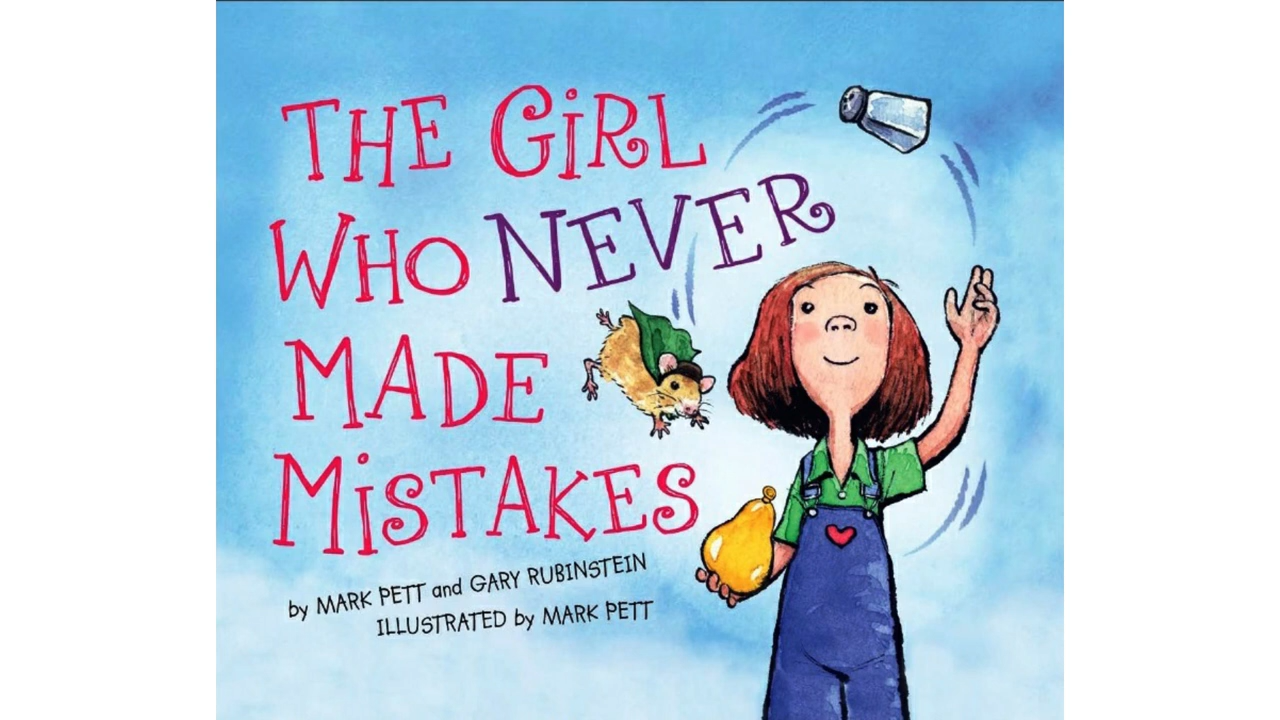 THE GiRL
WHO NEVER
MADE
MiSTAKES
by MARK PETT and GARY RUBINSTEIN
ILLUSTRATED by MARK PETT